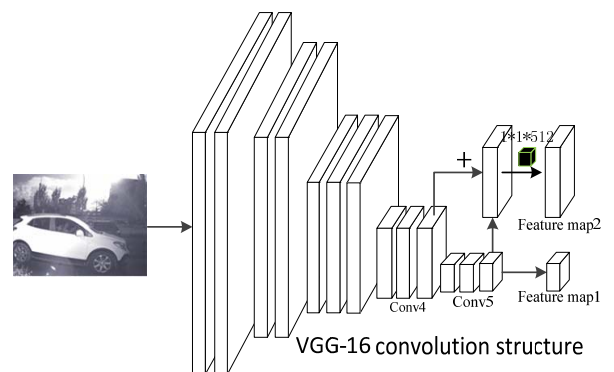 1*1*512
+
Feature map2
Conv4
Conv5
Feature map1
VGG-16 convolution structure